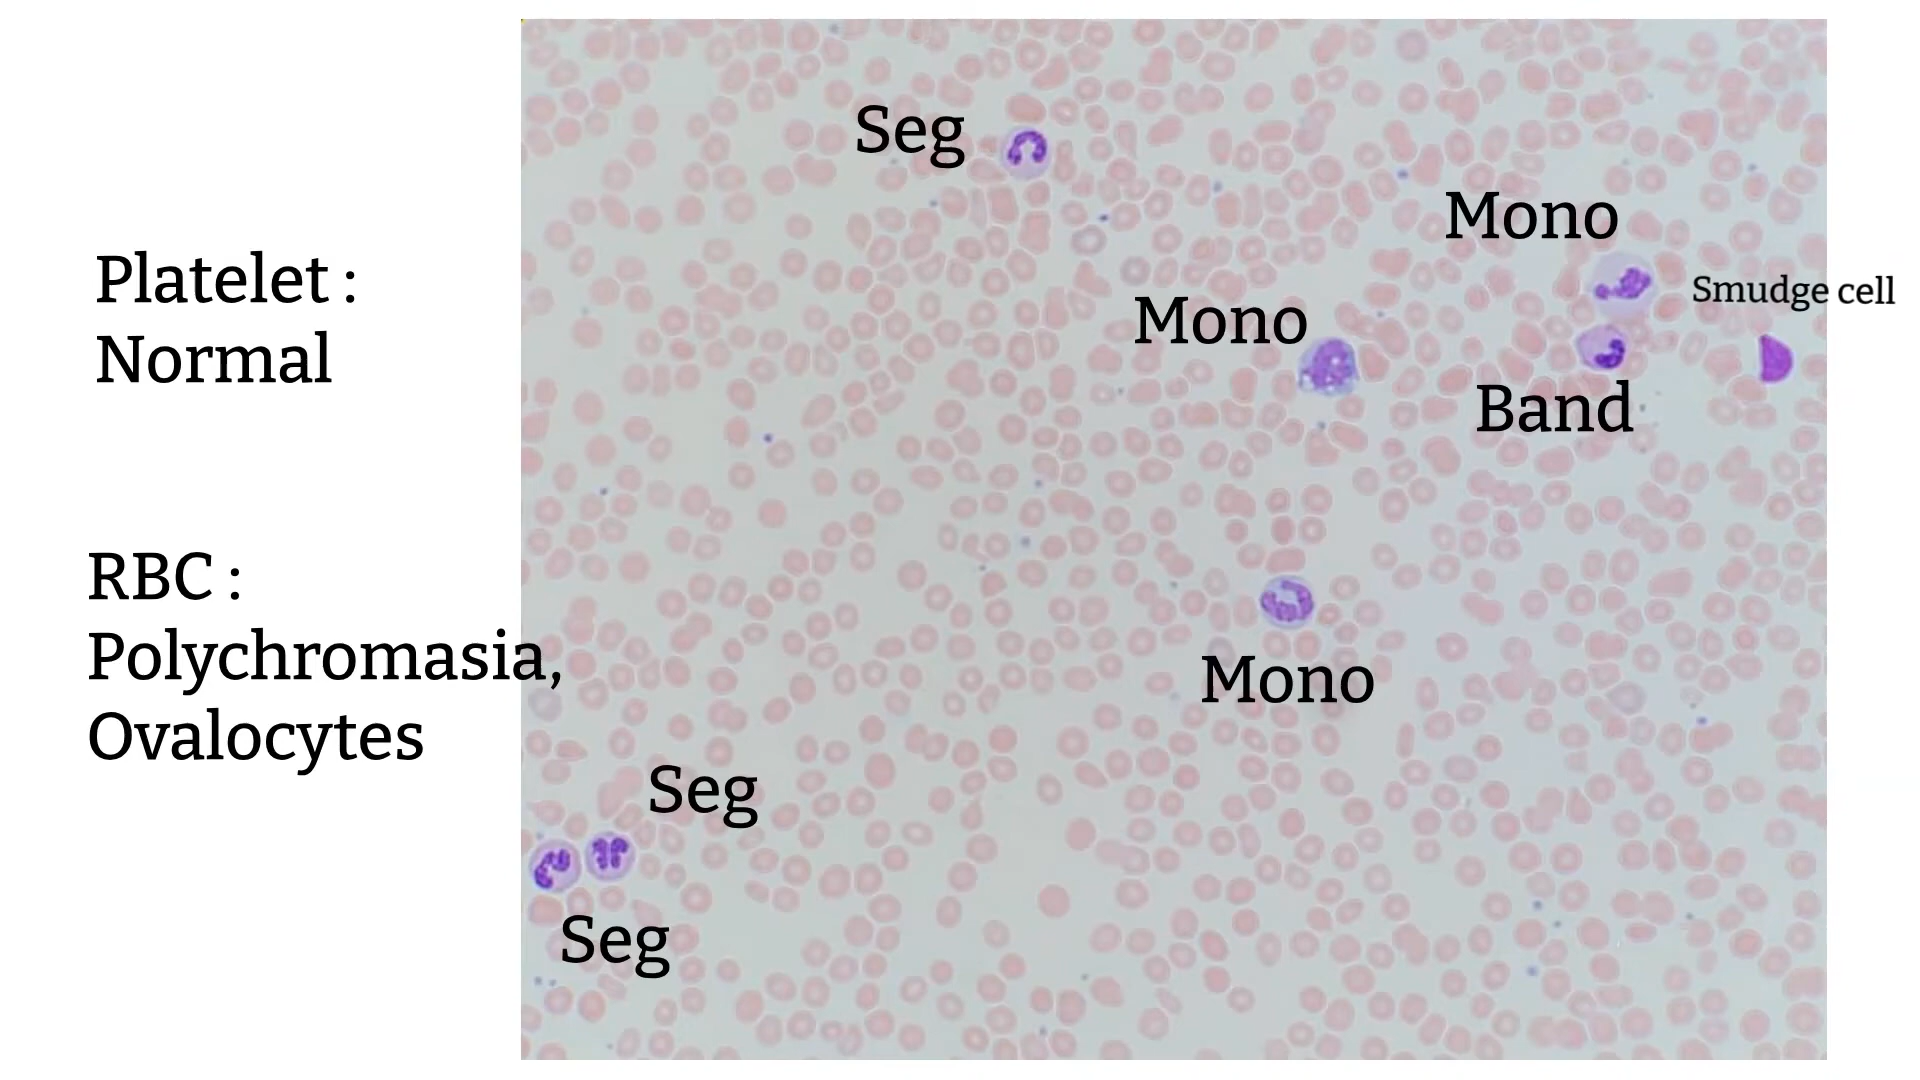 Platelet :
Normal
RBC :
Polychromasia,
Ovalocytes
Seg
Mono
Smudge cell
Mono
Band
Mono
Seg
Seg